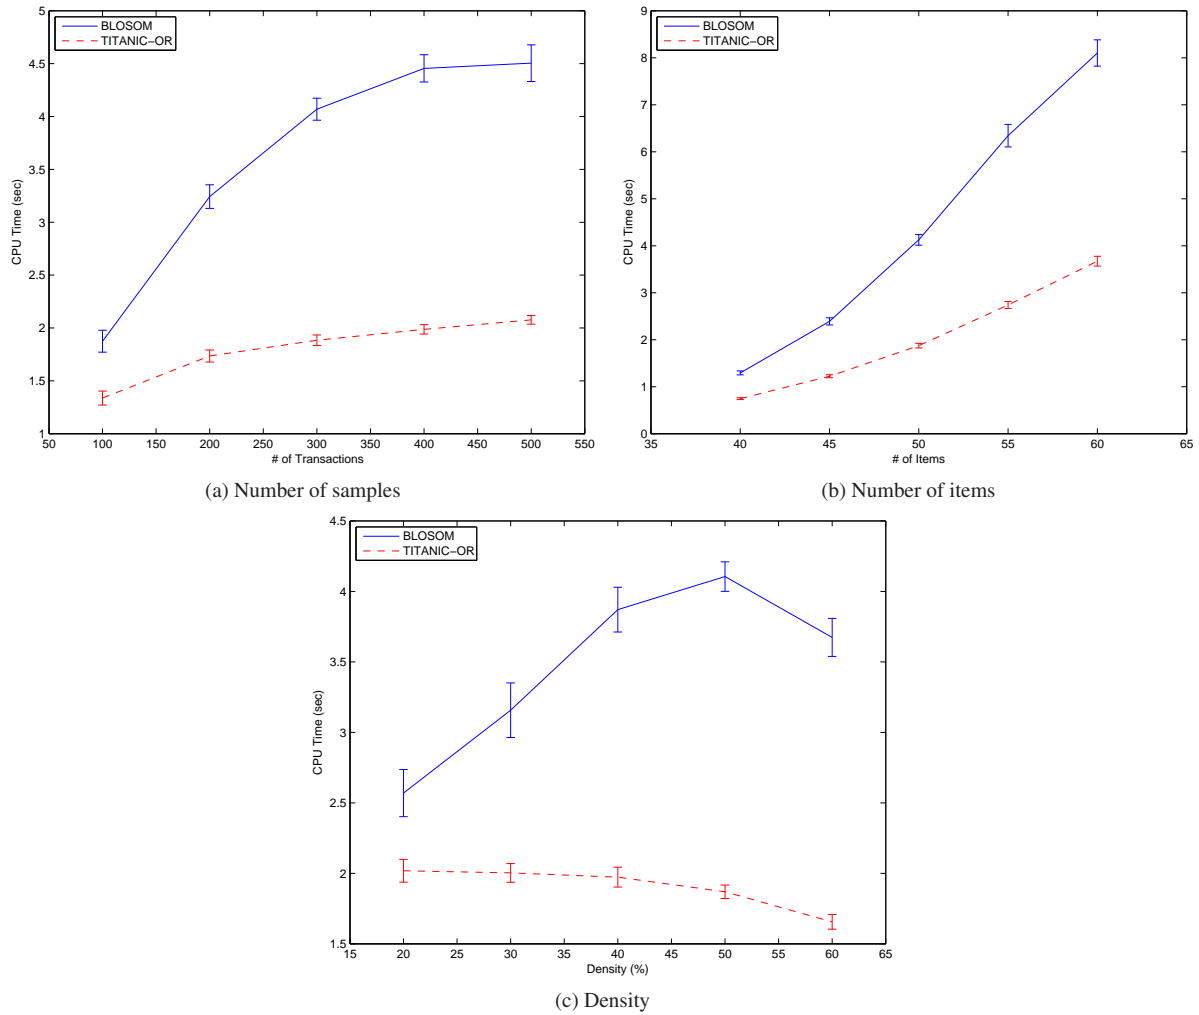 BLOSOM
TITANIC-OR
5
4.5
4
3.5
3
2.5
2
1.5
1
CPU Time (sec)
50 100 150 200 250 300 350 400 450 500 550
# of Transactions
(a) Number of samples
BLOSOM
TITANIC-OR
9
8
7
6
5
4
3
2
1
0
CPU Time (sec)
35 40 45 50 55 60 65
# of Items
(b) Number of items
BLOSOM
TITANIC-OR
4.5
4
3.5
3
2.5
2
1.5
CPU Time (sec)
15 20 25 30 35 40 45 50 55 60 65
Density (%)
(c) Density